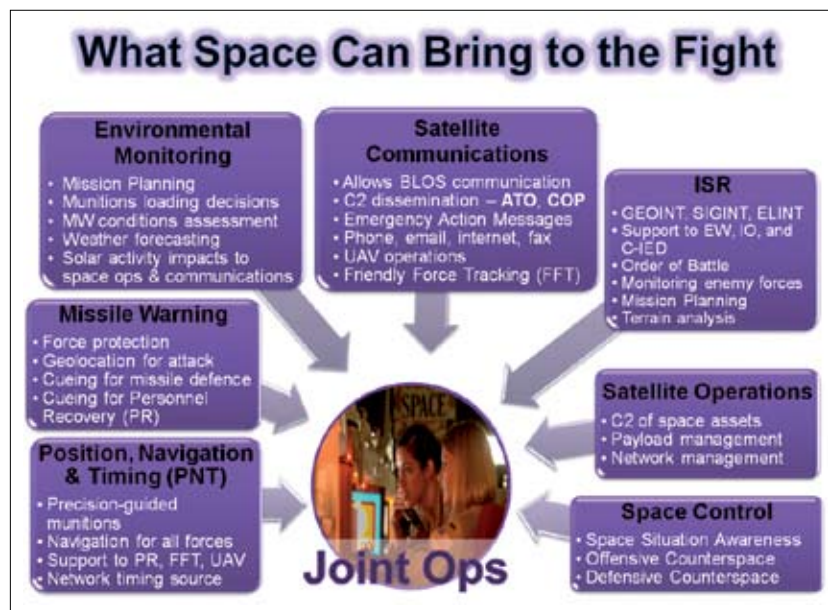 What Space Can Bring to the Fight
Environmental
Monitoring
• Mission Planning
• Munitions loading decisions
• MW conditions assessment
• Weather forecasting
• Solar activity impacts to
space ops & communications
Satellite
Communications
• Allows BLOS communication
• C2 dissemination – ATO, COP
• Emergency Action Messages
• Phone, email, internet, fax
• UAV operations
• Friendly Force Tracking (FFT)
ISR
• GEOINT, SIGINT, ELINT
• Support to EW, IO, and
C-IED
• Order of Battle
• Monitoring enemy forces
• Mission Planning
• Terrain analysis
Missile Warning
• Force protection
• Geolocation for attack
• Cueing for missile defence
• Cueing for Personnel
Recovery (PR)
Satellite Operations
• C2 of space assets
• Payload management
• Network management
Position, Navigation
& Timing (PNT)
• Precision-guided
munitions
• Navigation for all forces
• Support to PR, FFT, UAV
• Network timing source
Space Control
• Space Situation Awareness
• Offensive Counterspace
• Defensive Counterspace
SPACE
Joint Ops